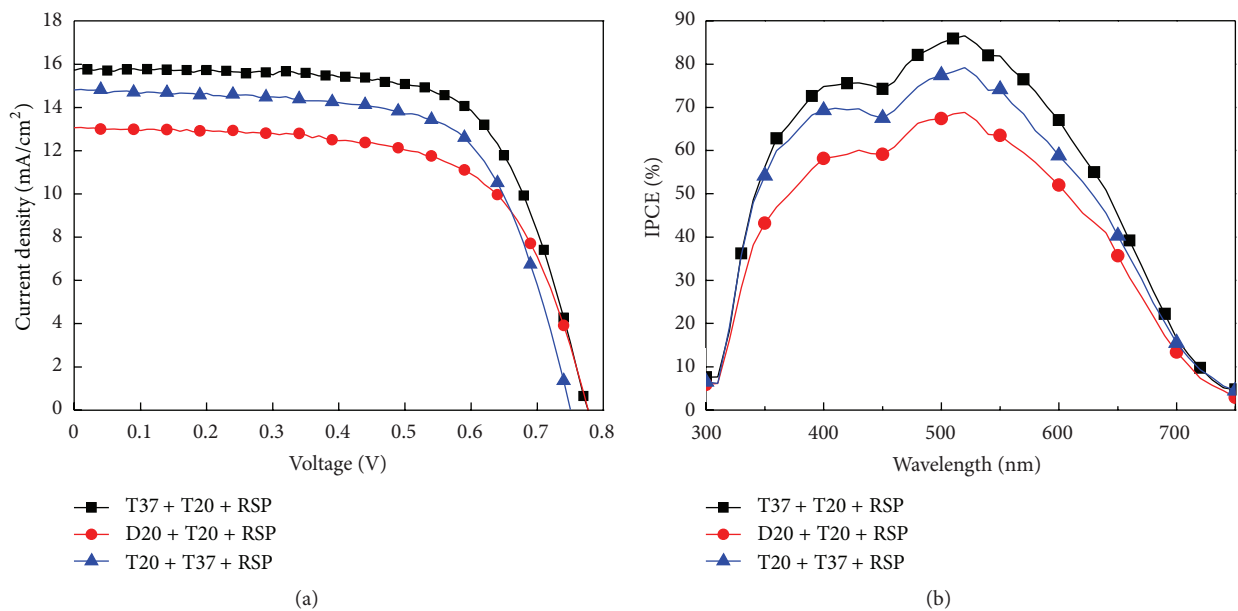 18
16
14
12
10
8
6
4
2
0
Current density (mA/cm²)
0 0.1 0.2 0.3 0.4 0.5 0.6 0.7 0.8
Voltage (V)
T37 + T20 + RSP
D20 + T20 + RSP
T20 + T37 + RSP
(a)
90
80
70
60
50
40
30
20
10
0
IPCE (%)
300 400 500 600 700
Wavelength (nm)
T37 + T20 + RSP
D20 + T20 + RSP
T20 + T37 + RSP
(b)